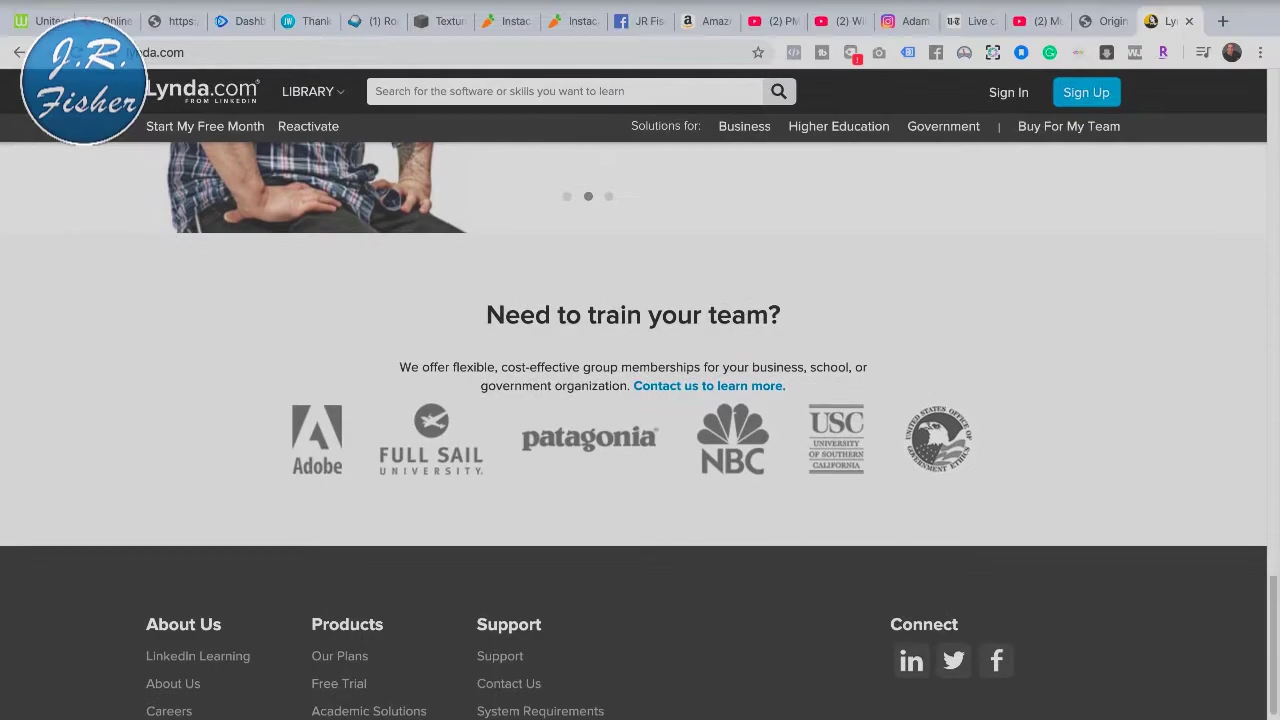 Unite
https:
Dashb
Thank
(1) Ro
Textur
Instac
Instac
JR Fis
Amaz
(2) PM
(2) Wi
Adam
Live c
(2) Mu
Origin
Lyn
J.R.
Fisher
lynda.com
Lynda.com®
FROM LINKEDIN
LIBRARY
Search for the software or skills you want to learn
Sign In
Sign Up
Start My Free Month
Reactivate
Solutions for:
Business
Higher Education
Government
|
Buy For My Team
Need to train your team?
We offer flexible, cost-effective group memberships for your business, school, or
government organization. Contact us to learn more.
Adobe
FULL SAIL
UNIVERSITY.
patagonia®
NBC
USC
UNIVERSITY
OF SOUTHERN
CALIFORNIA
UNITED STATES OFFICE OF
GOVERNMENT ETHICS
About Us
Products
Support
Connect
LinkedIn Learning
Our Plans
Support
in
f
About Us
Free Trial
Contact Us
Careers
Academic Solutions
System Requirements